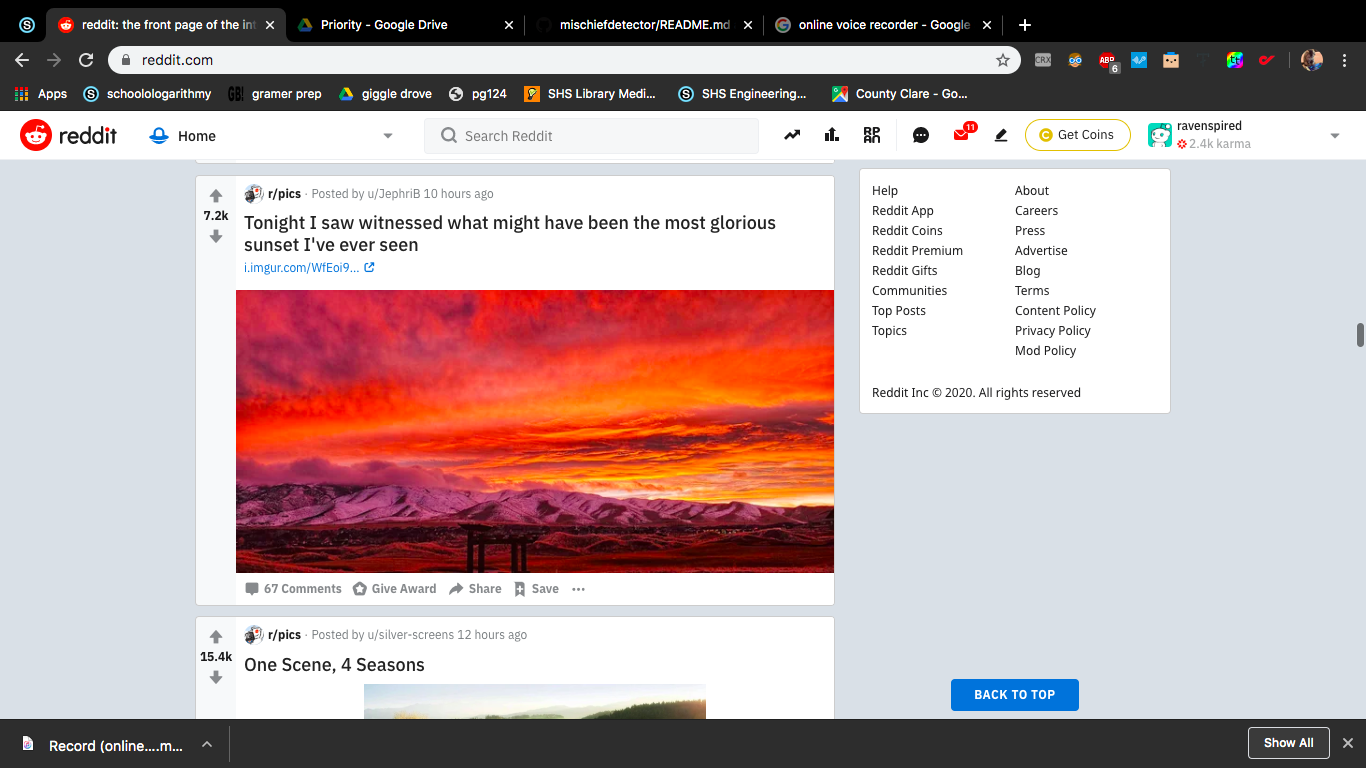 reddit: the front page of the int
Priority - Google Drive
mischiefdetector/README.md
online voice recorder - Google
reddit.com
CRX
ABP
6
Apps
schoolologarithmy
GB!
gramer prep
giggle drove
pg124
SHS Library Medi...
SHS Engineering...
County Clare - Go...
reddit
Home
Search Reddit
11
Get Coins
ravenspired
2.4k karma
r/pics · Posted by u/JephriB 10 hours ago
7.2k
Tonight I saw witnessed what might have been the most glorious
sunset I've ever seen
i.imgur.com/WfEoi9...
67 Comments
Give Award
Share
Save
r/pics · Posted by u/silver-screens 12 hours ago
15.4k
One Scene, 4 Seasons
Help
About
Reddit App
Careers
Reddit Coins
Press
Reddit Premium
Advertise
Reddit Gifts
Blog
Communities
Terms
Top Posts
Content Policy
Topics
Privacy Policy
Mod Policy
Reddit Inc © 2020. All rights reserved
BACK TO TOP
Record (online....m...
Show All